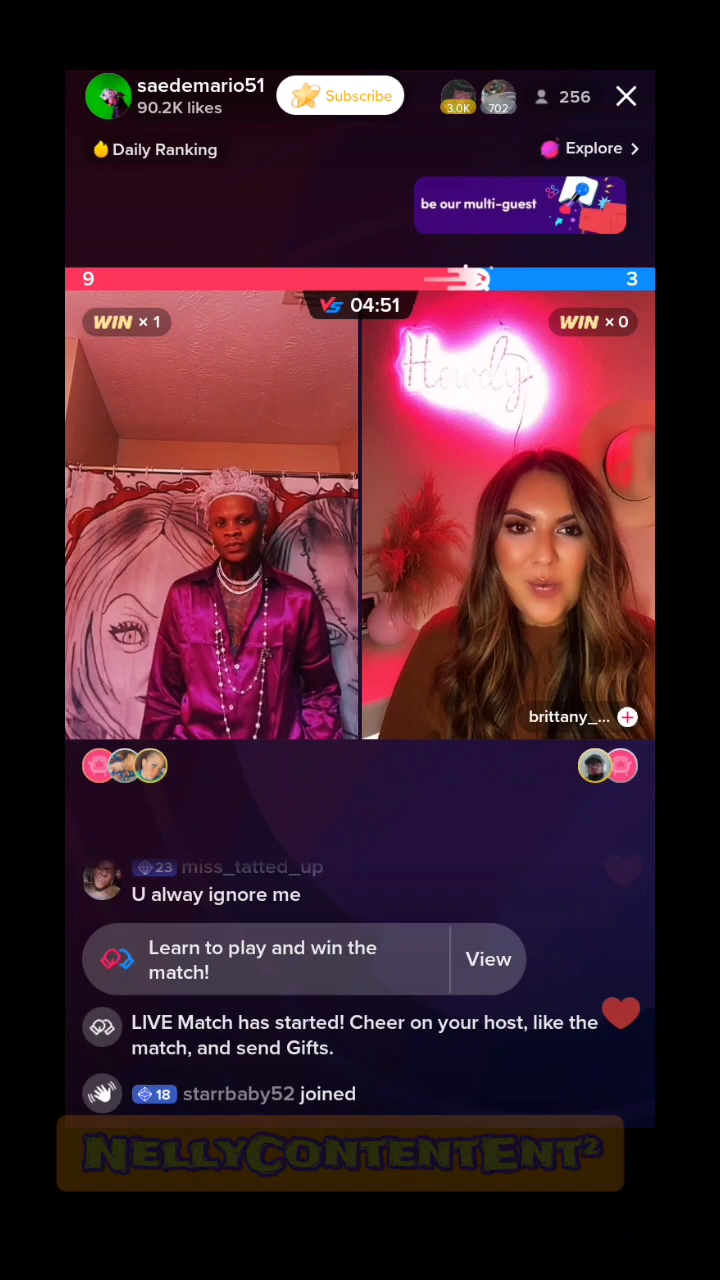 saedemario51
90.2K likes
Subscribe
3.0K
702
256
Daily Ranking
Explore
be our multi-guest
9
3
VS 04:51
WIN × 1
WIN × 0
Howdy
brittany_...
23 miss_tatted_up
U alway ignore me
Learn to play and win the
match!
View
LIVE Match has started! Cheer on your host, like the
match, and send Gifts.
18 starrbaby52 joined
NELLYCONTENTENT²